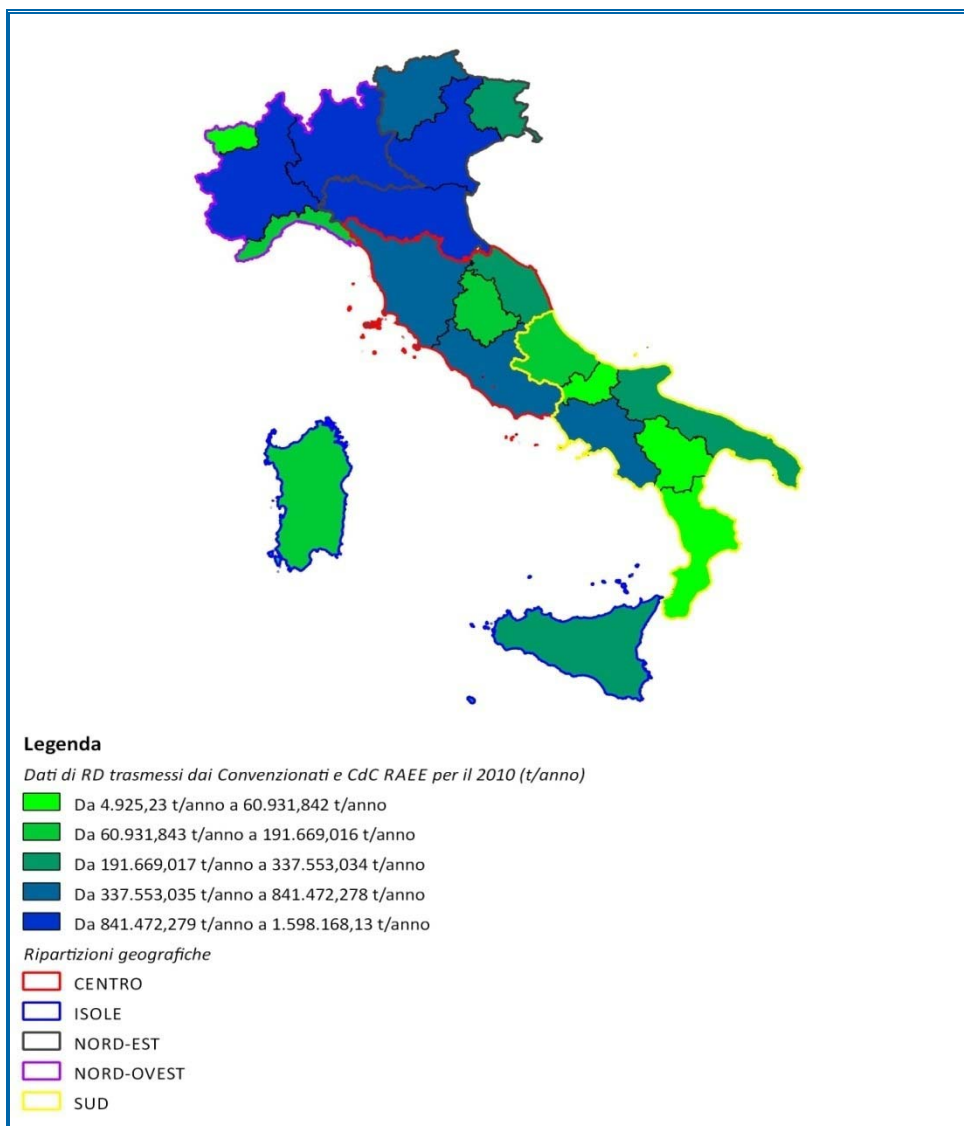 Legenda
Dati di RD trasmessi dai Convenzionati e CdC RAEE per il 2010 (t/anno)
Da 4.925,23 t/anno a 60.931,842 t/anno
Da 60.931,843 t/anno a 191.669,016 t/anno
Da 191.669,017 t/anno a 337.553,034 t/anno
Da 337.553,035 t/anno a 841.472,278 t/anno
Da 841.472,279 t/anno a 1.598.168,13 t/anno
Ripartizioni geografiche
CENTRO
ISOLE
NORD-EST
NORD-OVEST
SUD